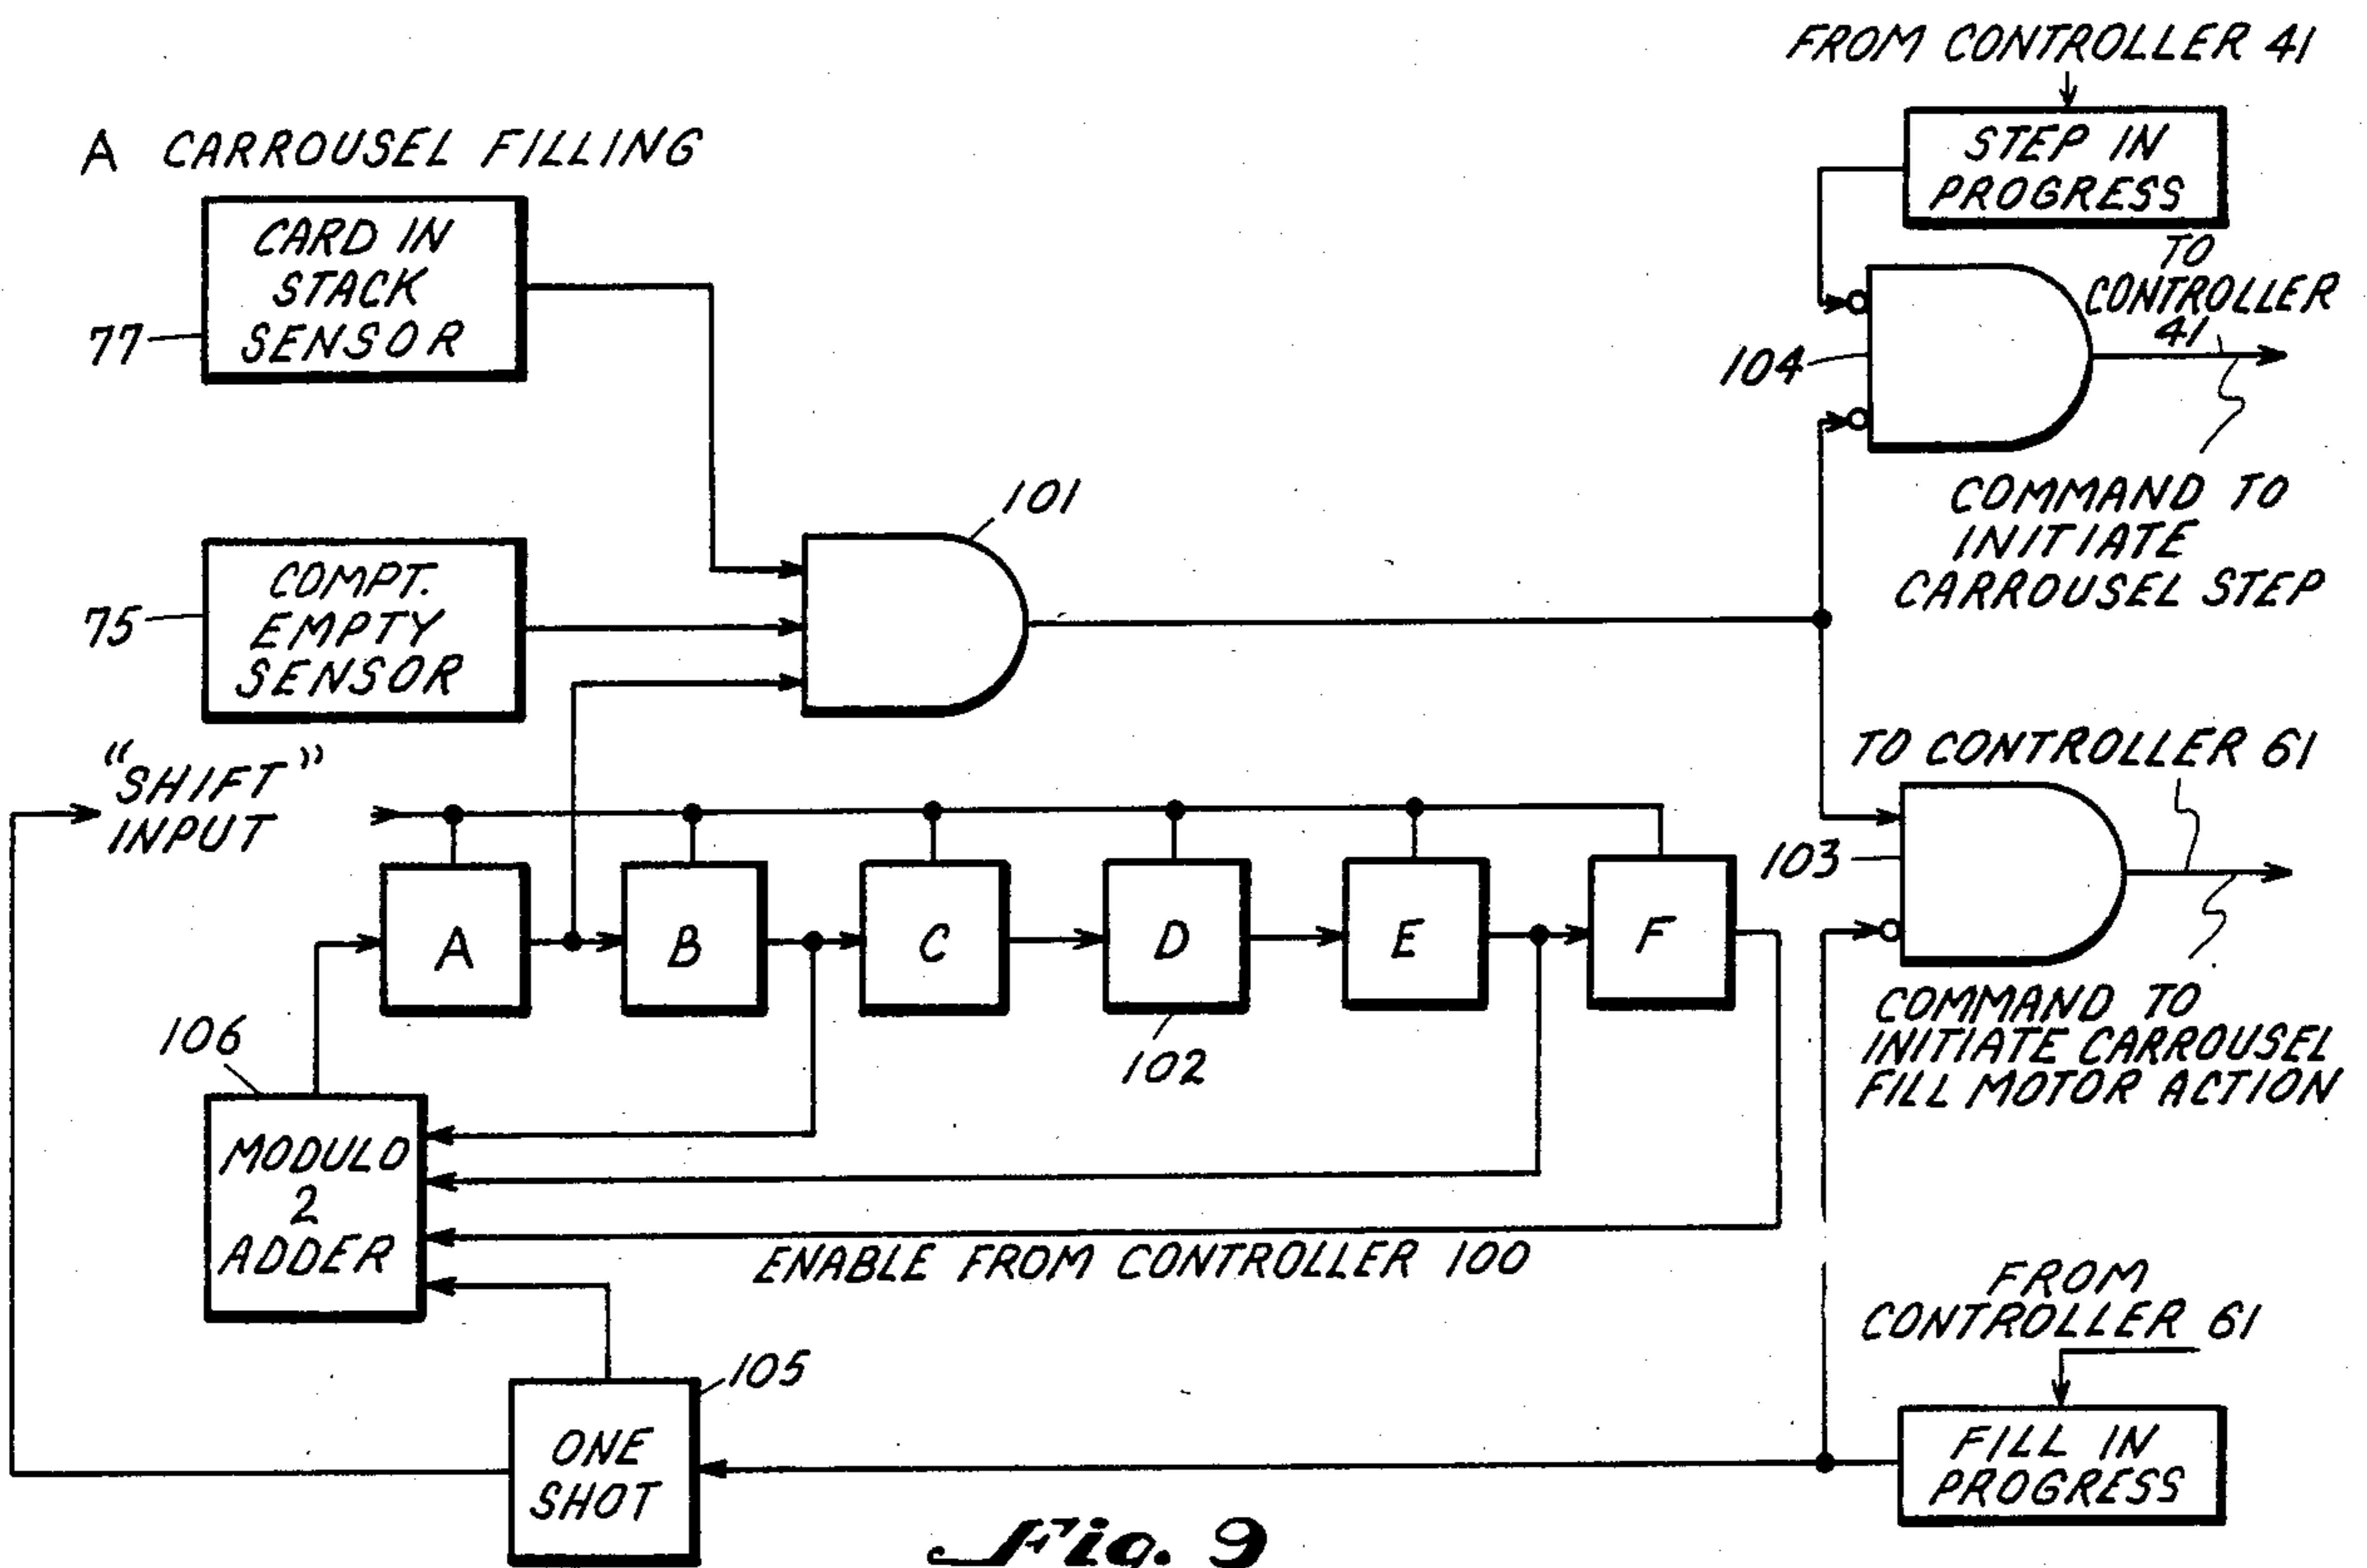 FROM CONTROLLER 41
A CARROUSEL FILLING
STEP IN
PROGRESS
CARD IN
STACK
SENSOR
77
TO
CONTROLLER
41
104
COMMAND TO
INITIATE
CARROUSEL STEP
101
COMPT.
EMPTY
SENSOR
75
"SHIFT"
INPUT
TO CONTROLLER 61
103
A
B
C
D
E
F
102
COMMAND TO
INITIATE CARROUSEL
FILL MOTOR ACTION
106
MODULO
2
ADDER
ENABLE FROM CONTROLLER 100
FROM
CONTROLLER 61
105
ONE
SHOT
FILL IN
PROGRESS
Fig. 9